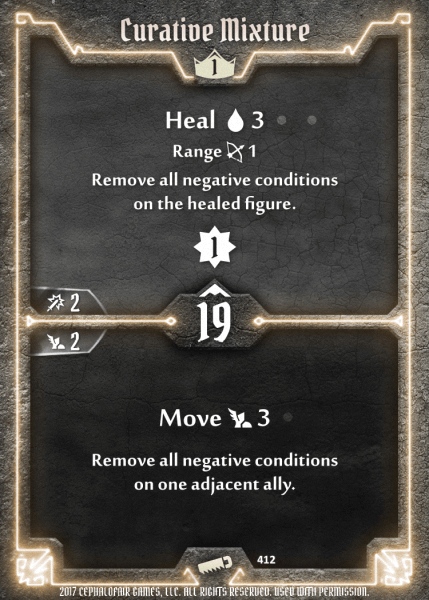 Curative Mixture
1
Heal 3
Range 1
Remove all negative conditions
on the healed figure.
1
2
19
2
Move 3
Remove all negative conditions
on one adjacent ally.
412
2017 CEPHALOFAIR GAMES, LLC. ALL RIGHTS RESERVED. USED WITH PERMISSION.